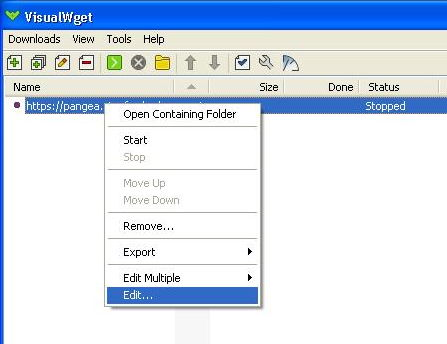 VisualWget
Downloads View Tools Help
Name Size Done Status
https://pangea. Stopped
Open Containing Folder
Start
Stop
Move Up
Move Down
Remove...
Export
Edit Multiple
Edit...